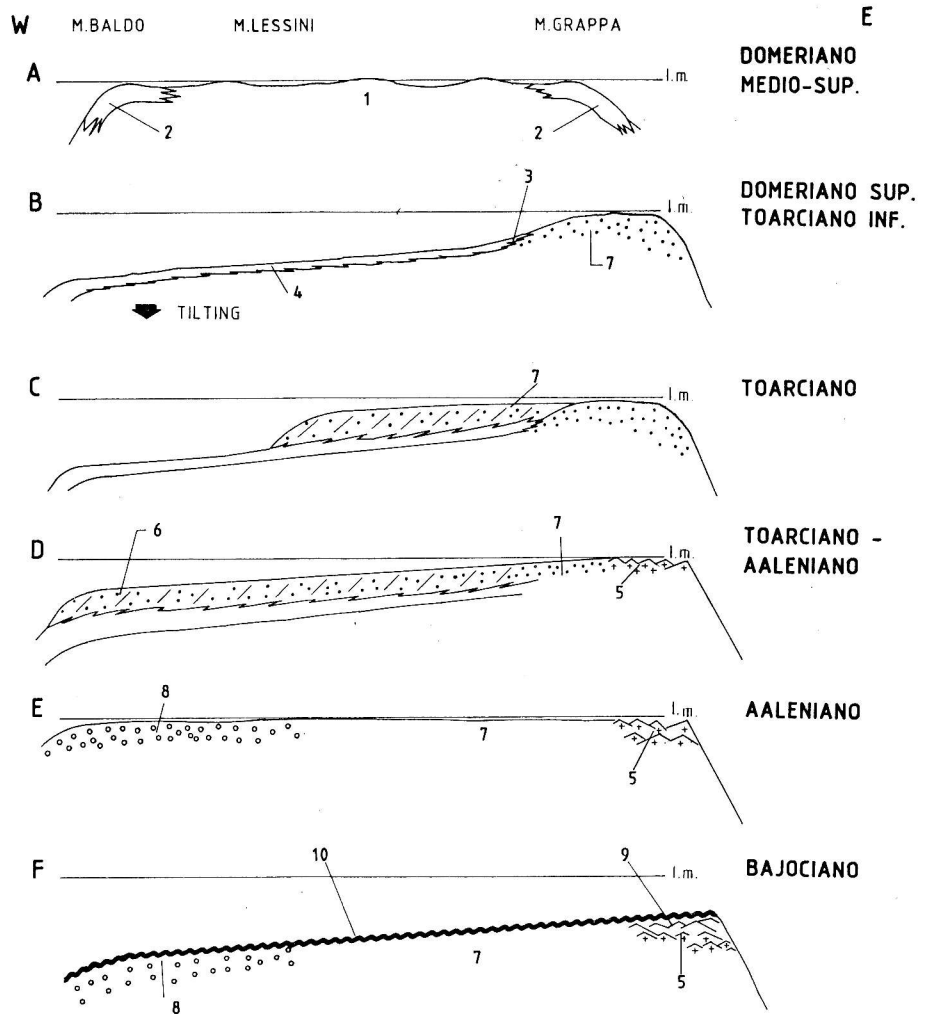 W M.BALDO M.LESSINI M.GRAPPA E
A l.m. DOMERIANO
MEDIO-SUP.
1
2 2
3
B l.m. DOMERIANO SUP.
TOARCIANO INF.
7
4
TILTING
7
C l.m. TOARCIANO
6 7
D l.m. TOARCIANO -
AALENIANO
5
8
E l.m. AALENIANO
7
5
10 9
F l.m. BAJOCIANO
7
8 5